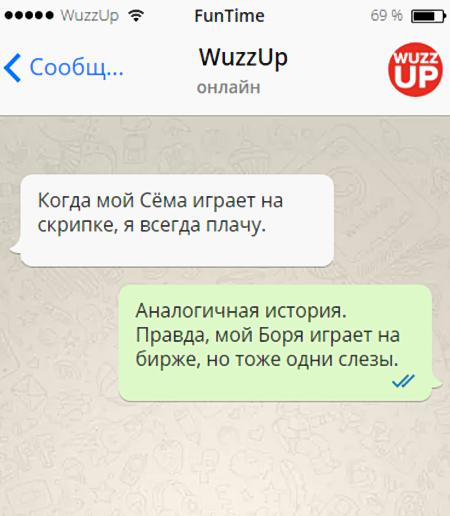 WuzzUp FunTime 69 %
Сообщ... WuzzUp
онлайн
WUZZ
UP
Когда мой Сёма играет на
скрипке, я всегда плачу.
Аналогичная история.
Правда, мой Боря играет на
бирже, но тоже одни слезы.